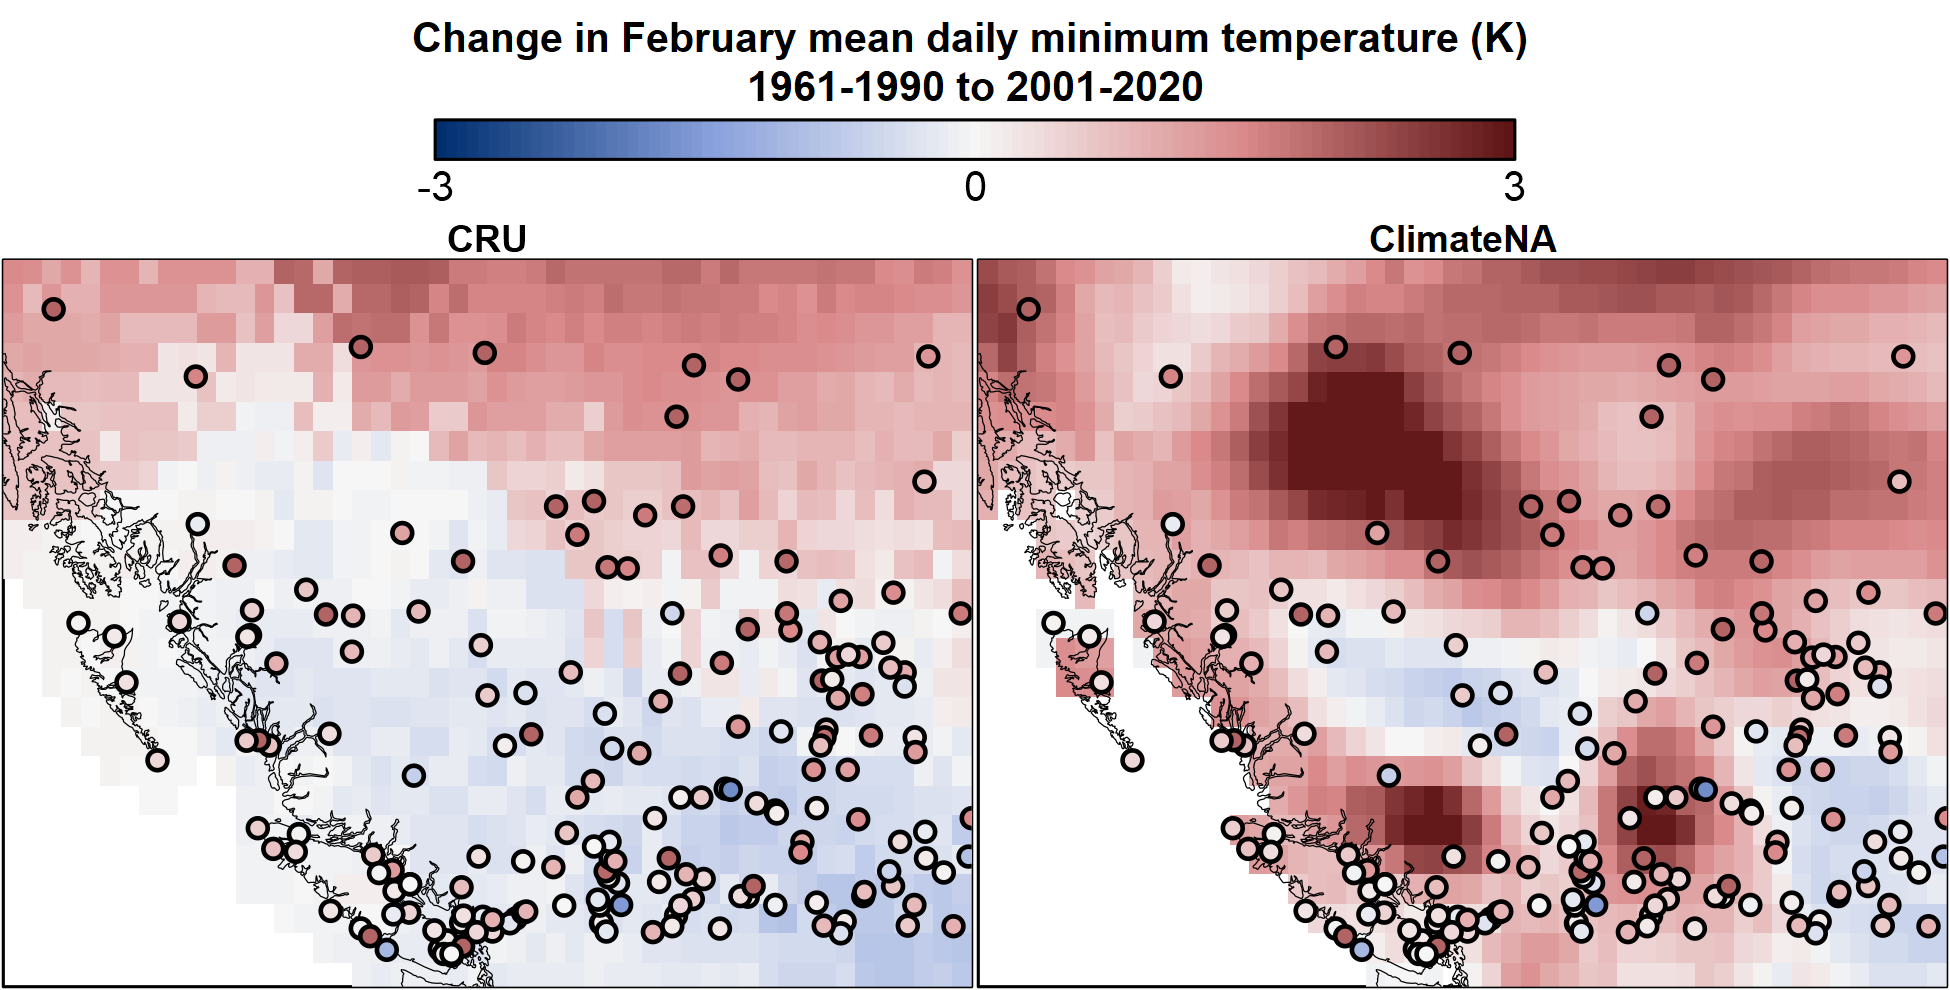 Change in February mean daily minimum temperature (K)
1961-1990 to 2001-2020
-3 0 3
CRU ClimateNA